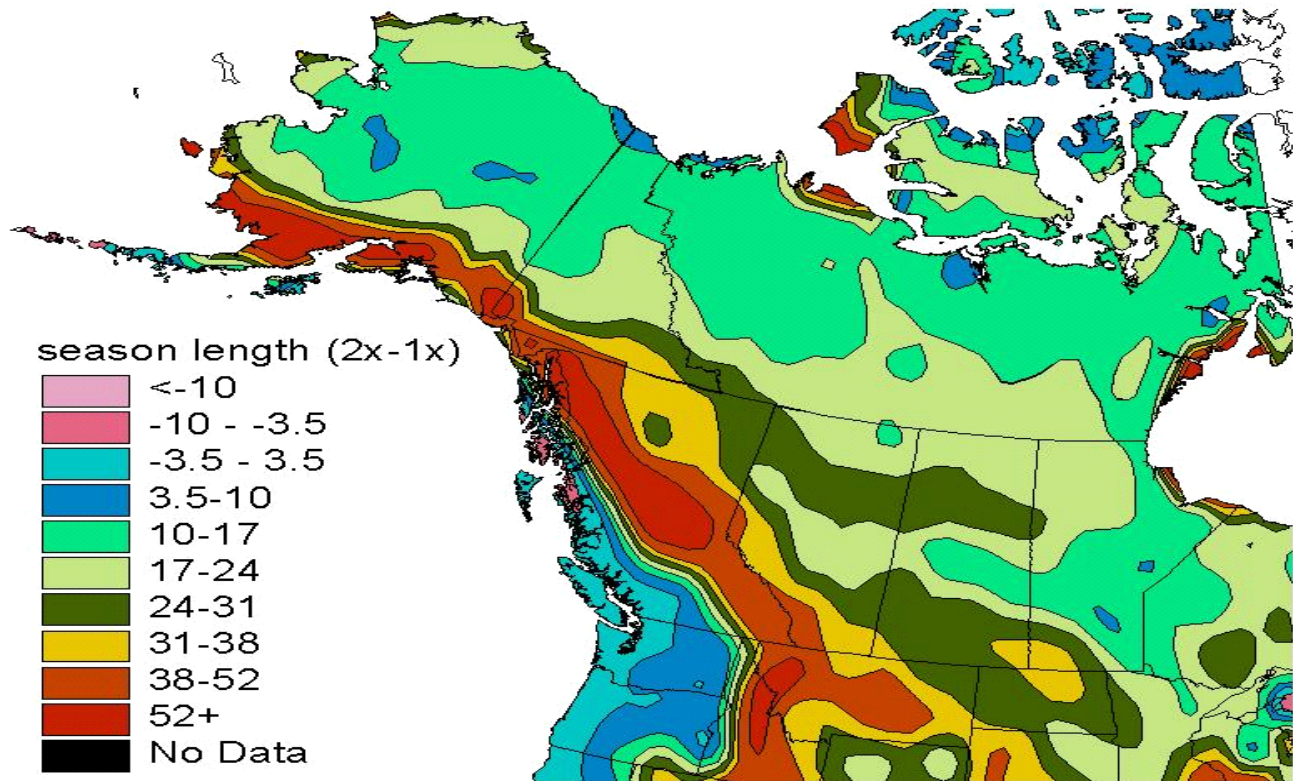 season length (2x-1x)
<-10
-10 - -3.5
-3.5 - 3.5
3.5-10
10-17
17-24
24-31
31-38
38-52
52+
No Data